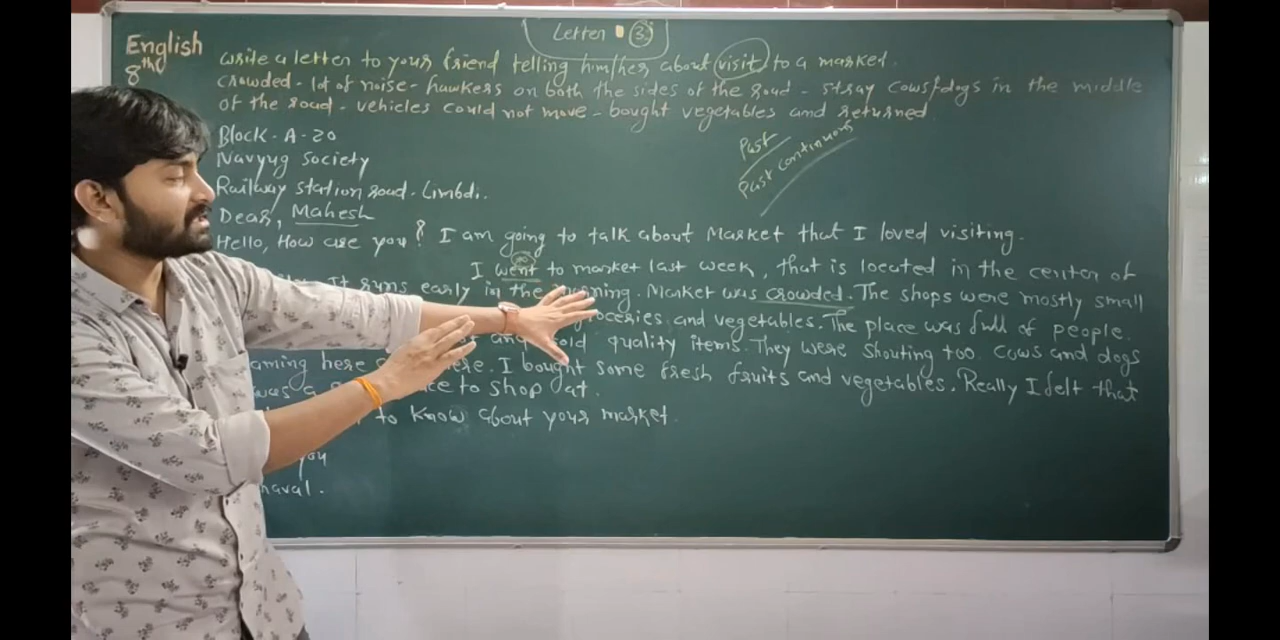 Letter 3.
English
8th
write a letter to your friend telling him/her about visit to a market.
crowded - lot of noise - hawkers on both the sides of the road - stray cows/dogs in the middle
of the road - vehicles could not move - bought vegetables and returned
Past
Past continuous
Block - A - 20
Navyug Society
Railway station road - Limbdi.
Dear, Mahesh
Hello, How are you? I am going to talk about Market that I loved visiting.
I went to market last week, that is located in the center of
It runs early in the morning. Market was crowded. The shops were mostly small
groceries and vegetables. The place was full of people.
and sold quality items. They were shouting too. Cows and dogs
I bought some fresh fruits and vegetables. Really I felt that
to shop at.
to know about your market.
you